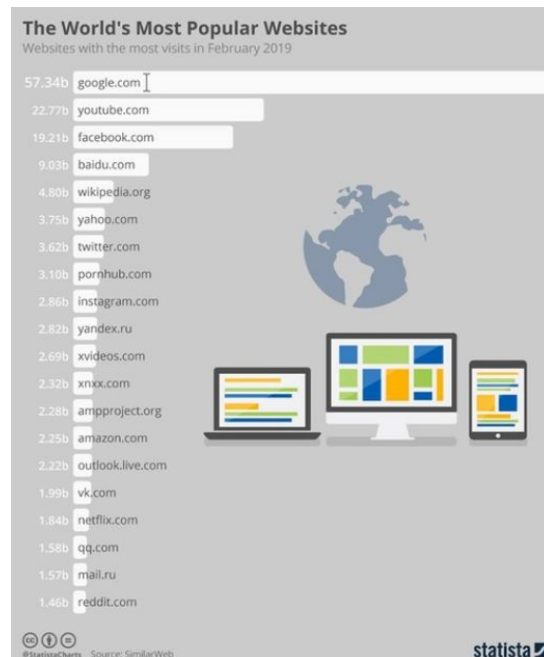 The World's Most Popular Websites
Websites with the most visits in February 2019
57.34b google.com
22.77b youtube.com
19.21b facebook.com
9.03b baidu.com
4.80b wikipedia.org
3.75b yahoo.com
3.62b twitter.com
3.10b pornhub.com
2.86b instagram.com
2.82b yandex.ru
2.69b xvideos.com
2.32b xnxx.com
2.28b ampproject.org
2.25b amazon.com
2.22b outlook.live.com
1.99b vk.com
1.84b netflix.com
1.58b qq.com
1.57b mail.ru
1.46b reddit.com
cc
@StatistaCharts Source: SimilarWeb
statista